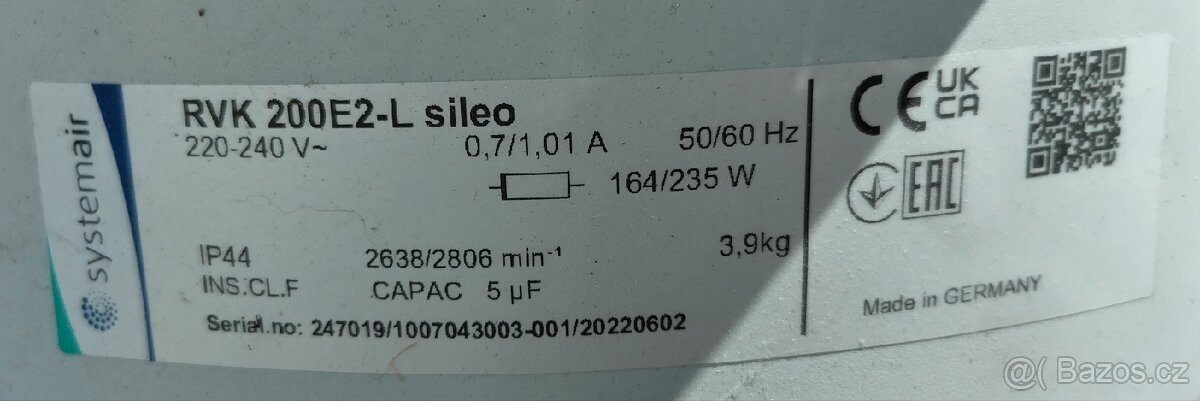 systemair
RVK 200E2-L sileo
220-240 V~ 0,7/1,01 A 50/60 Hz
164/235 W
IP44 2638/2806 min⁻¹ 3,9kg
INS.CL.F CAPAC 5 µF
Serial.no: 247019/1007043003-001/20220602
CE UK
CA
EAC
Made in GERMANY
@( Bazos.cz